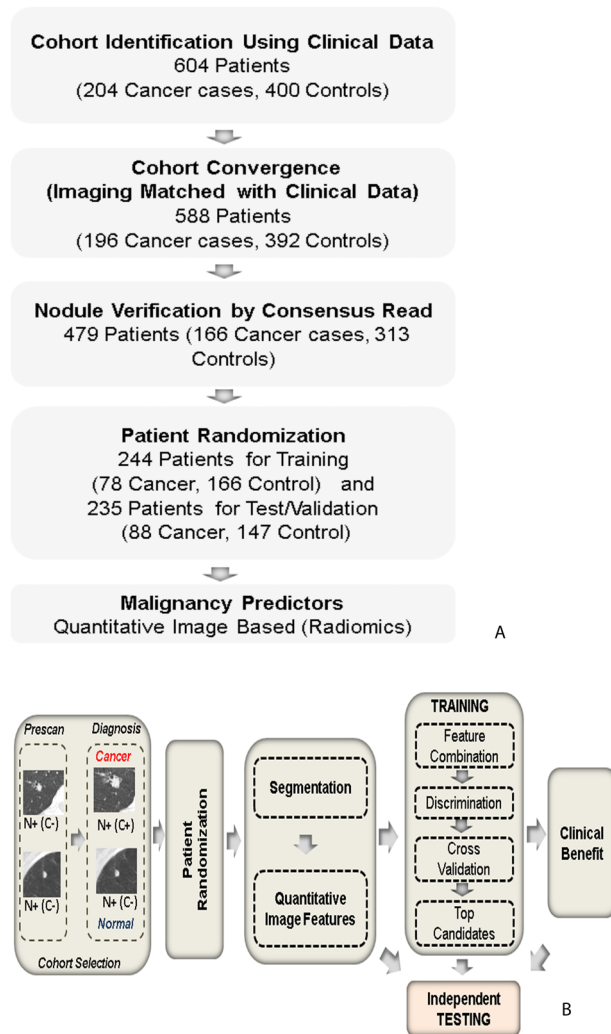 Cohort Identification Using Clinical Data
604 Patients
(204 Cancer cases, 400 Controls)
Cohort Convergence
(Imaging Matched with Clinical Data)
588 Patients
(196 Cancer cases, 392 Controls)
Nodule Verification by Consensus Read
479 Patients (166 Cancer cases, 313
Controls)
Patient Randomization
244 Patients for Training
(78 Cancer, 166 Control) and
235 Patients for Test/Validation
(88 Cancer, 147 Control)
Malignancy Predictors
Quantitative Image Based (Radiomics)
A
Prescan
N+ (C-)
N+ (C-)
Diagnosis
Cancer
N+ (C+)
N+ (C-)
Normal
Cohort Selection
Patient
Randomization
Segmentation
Quantitative
Image Features
TRAINING
Feature
Combination
Discrimination
Cross
Validation
Top
Candidates
Clinical
Benefit
Independent
TESTING
B